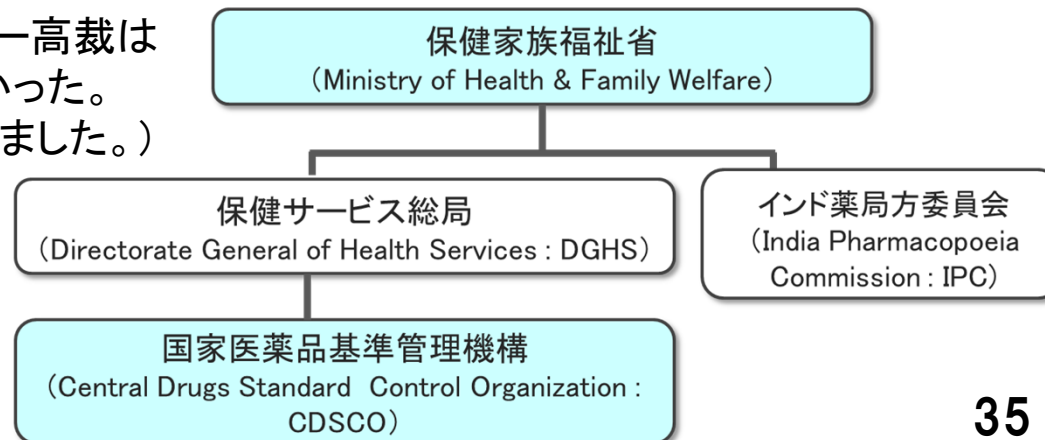 ー高裁は
いった。
ました。）
保健家族福祉省
（Ministry of Health & Family Welfare）
保健サービス総局
（Directorate General of Health Services : DGHS）
インド薬局方委員会
（India Pharmacopoeia
Commission : IPC）
国家医薬品基準管理機構
（Central Drugs Standard Control Organization :
CDSCO）
35